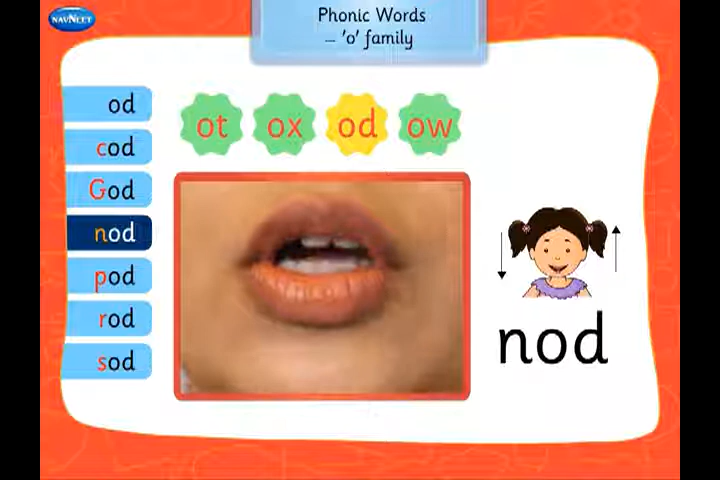 NAVNEET
Phonic Words
– 'o' family
ot ox od ow
od
cod
God
nod
pod
rod
sod
nod